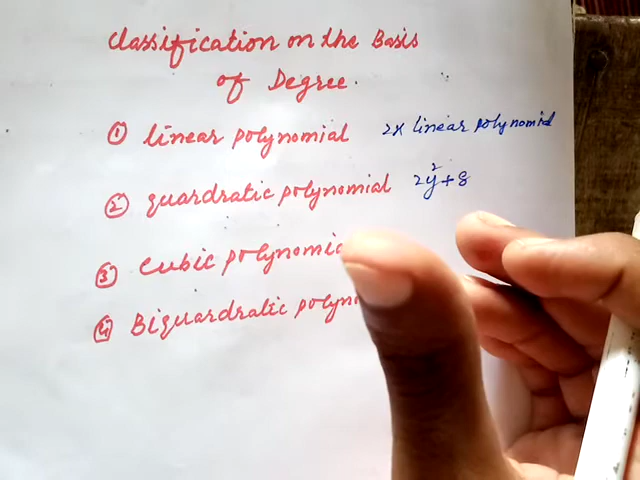 Classification on the Basis
of Degree.
① linear polynomial 2x linear polynomial
② quardratic polynomial 2y²+8
③ Cubic
④ Biquardratic